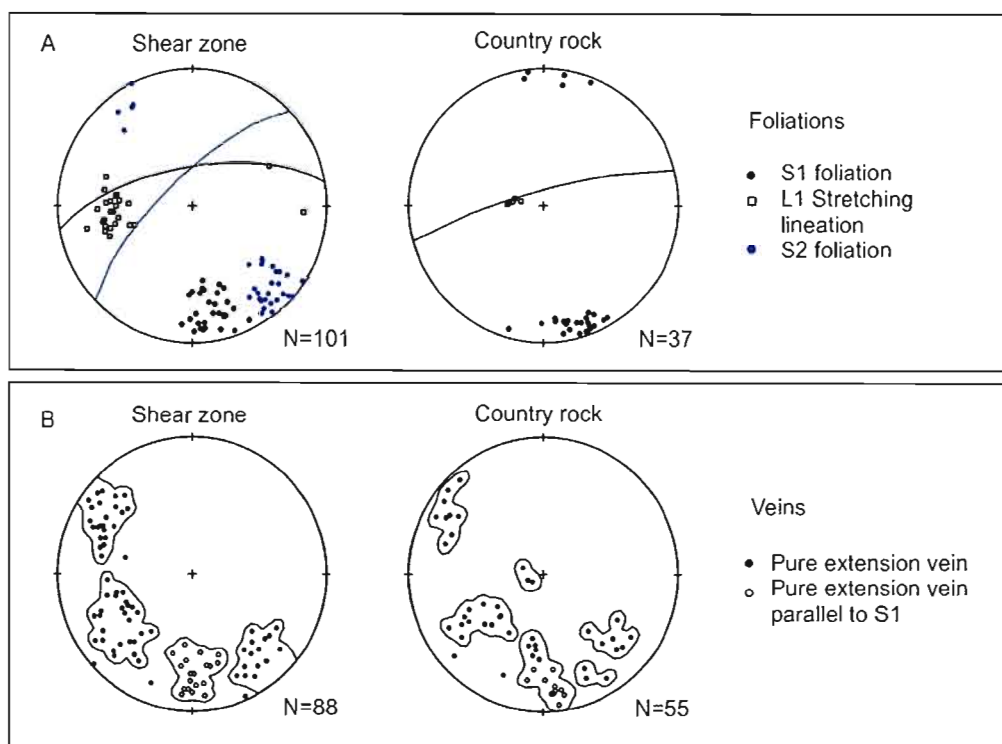 A
Shear zone
Country rock
N=101
N=37
Foliations
S1 foliation
L1 Stretching
lineation
S2 foliation
B
Shear zone
Country rock
N=88
N=55
Veins
Pure extension vein
Pure extension vein
parallel to S1